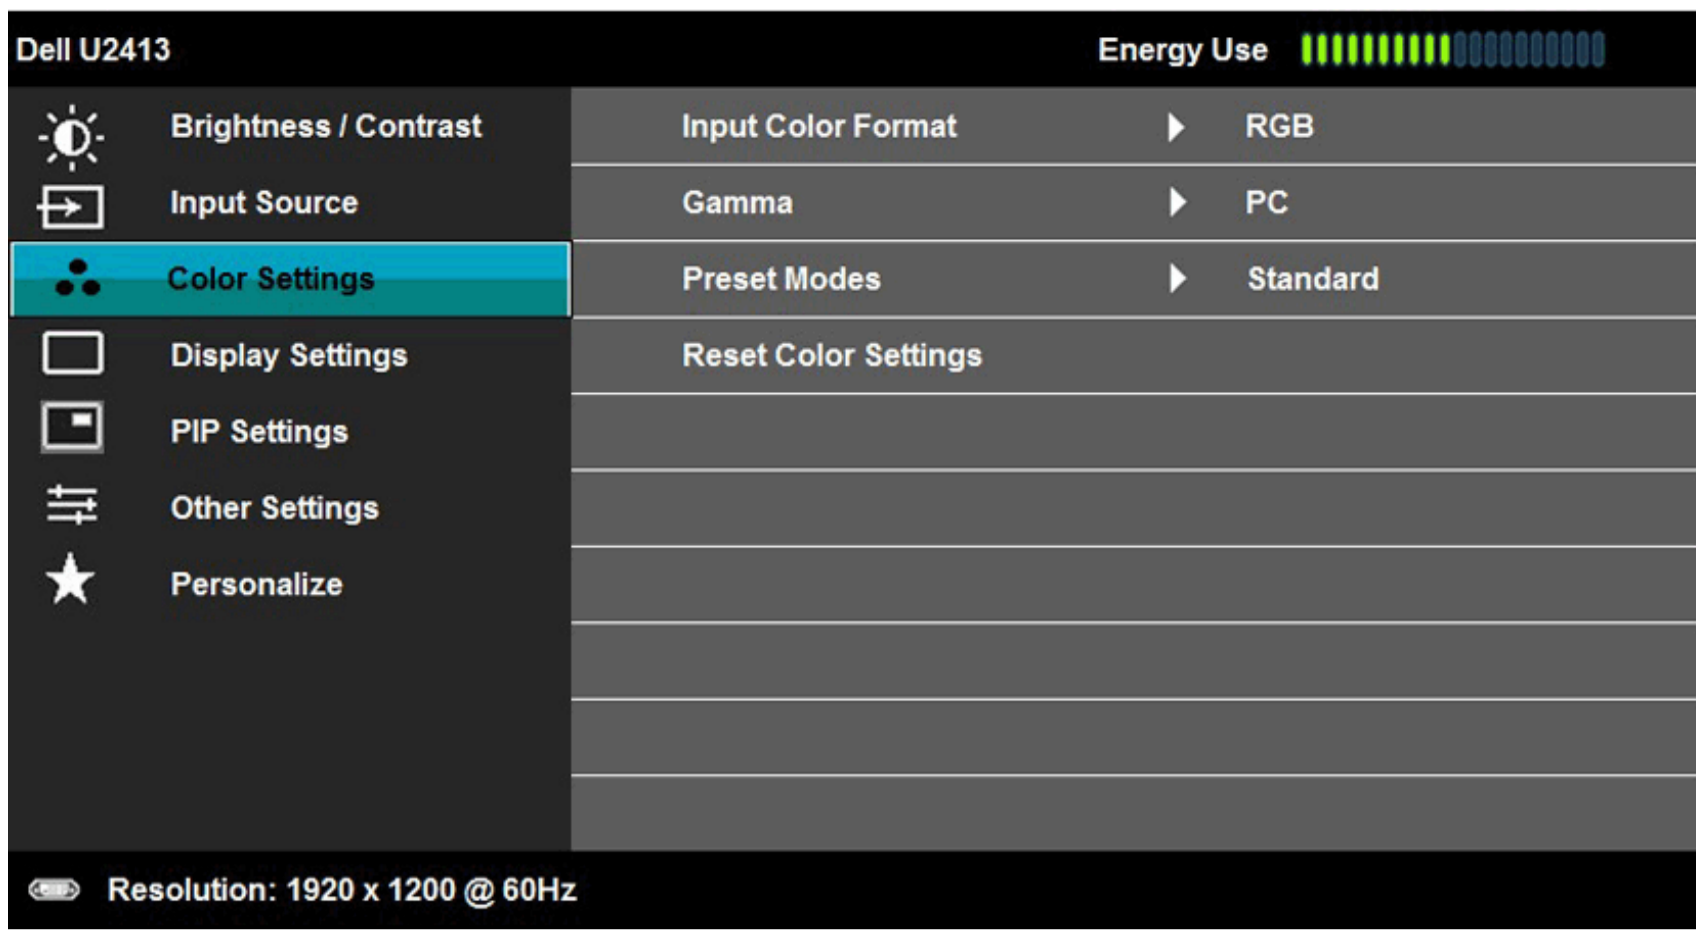 Dell U2413
Energy Use
Brightness / Contrast
Input Source
Color Settings
Display Settings
PIP Settings
Other Settings
Personalize
Input Color Format RGB
Gamma PC
Preset Modes Standard
Reset Color Settings
Resolution: 1920 x 1200 @ 60Hz